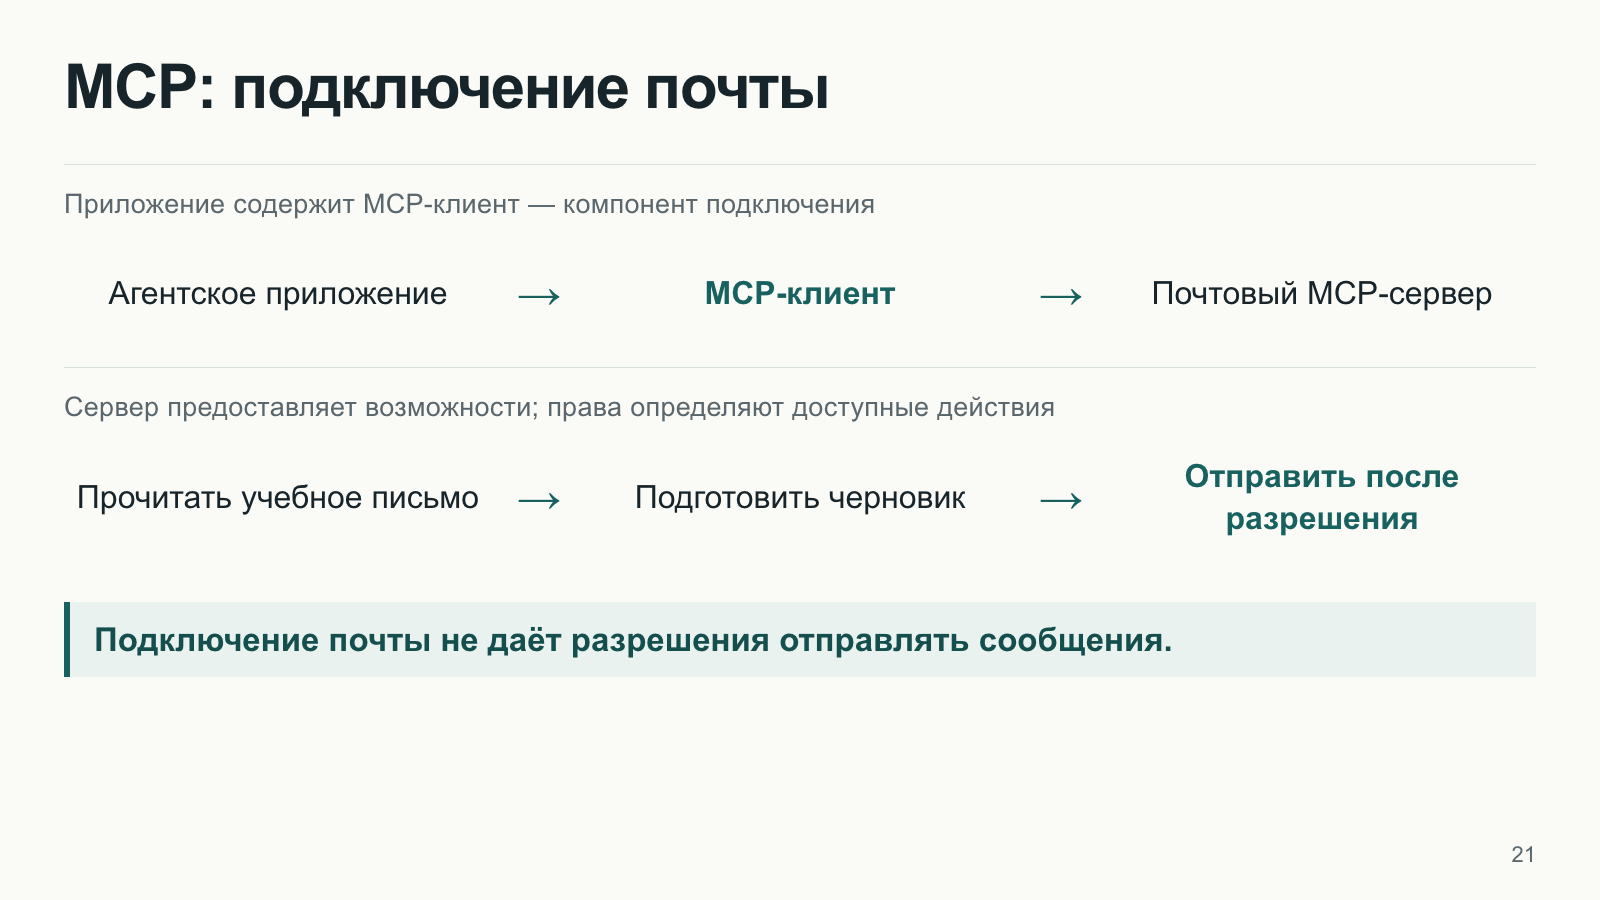 MCP: подключение почты
Приложение содержит MCP-клиент — компонент подключения
Агентское приложение → MCP-клиент → Почтовый MCP-сервер
Сервер предоставляет возможности; права определяют доступные действия
Прочитать учебное письмо → Подготовить черновик → Отправить после
разрешения
Подключение почты не даёт разрешения отправлять сообщения.
21